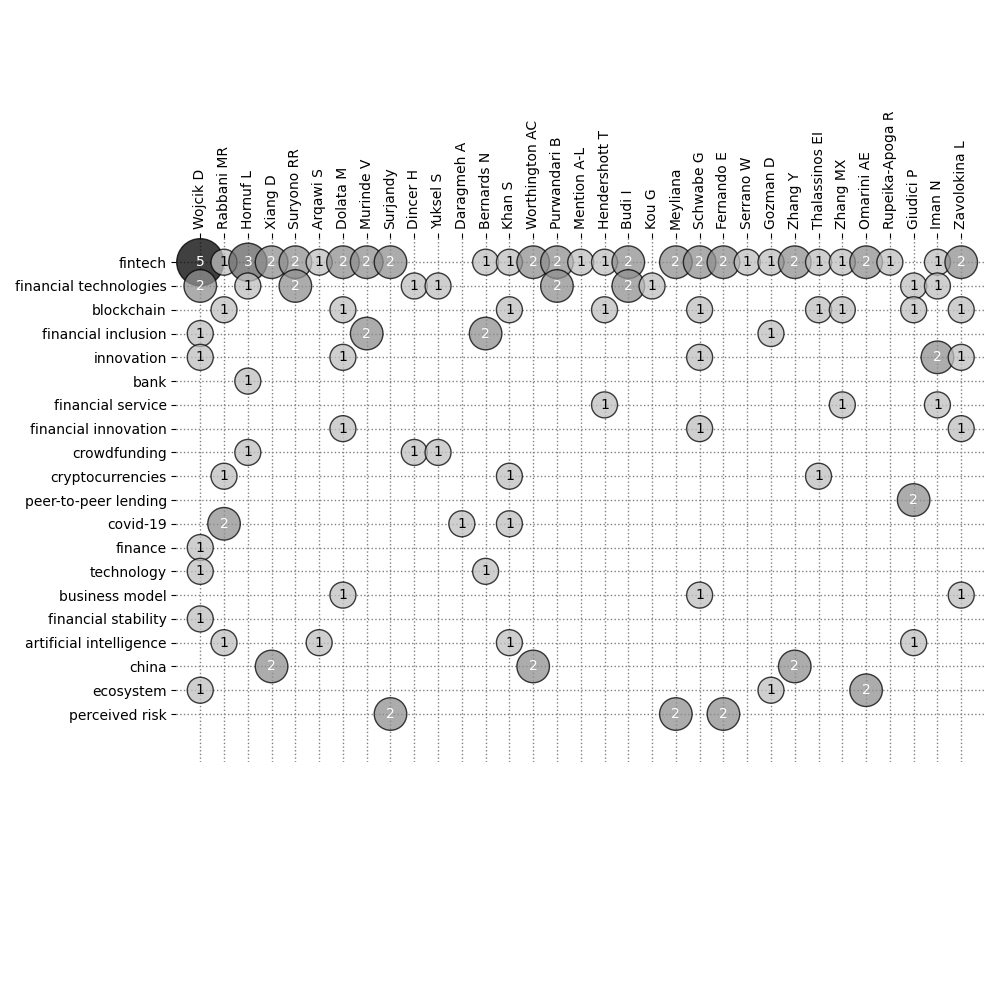 Wojcik D
Rabbani MR
Hornuf L
Xiang D
Suryono RR
Arqawi S
Dolata M
Murinde V
Surjandy
Dincer H
Yuksel S
Daragmeh A
Bernards N
Khan S
Worthington AC
Purwandari B
Mention A-L
Hendershott T
Budi I
Kou G
Meyliana
Schwabe G
Fernando E
Serrano W
Gozman D
Zhang Y
Thalassinos EI
Zhang MX
Omarini AE
Rupeika-Apoga R
Giudici P
Iman N
Zavolokina L
fintech 5 1 3 2 2 1 2 2 2 1 1 2 2 1 1 2 2 2 2 1 1 2 1 1 2 1 1 2
financial technologies 2 1 2 1 1 2 2 1 1 1
blockchain 1 1 1 1 1 1 1 1 1
financial inclusion 1 2 2 1
innovation 1 1 1 2 1
bank 1
financial service 1 1 1
financial innovation 1 1 1
crowdfunding 1 1 1
cryptocurrencies 1 1 1
peer-to-peer lending 2
covid-19 2 1 1
finance 1
technology 1 1
business model 1 1 1
financial stability 1
artificial intelligence 1 1 1 1
china 2 2 2
ecosystem 1 1 2
perceived risk 2 2 2